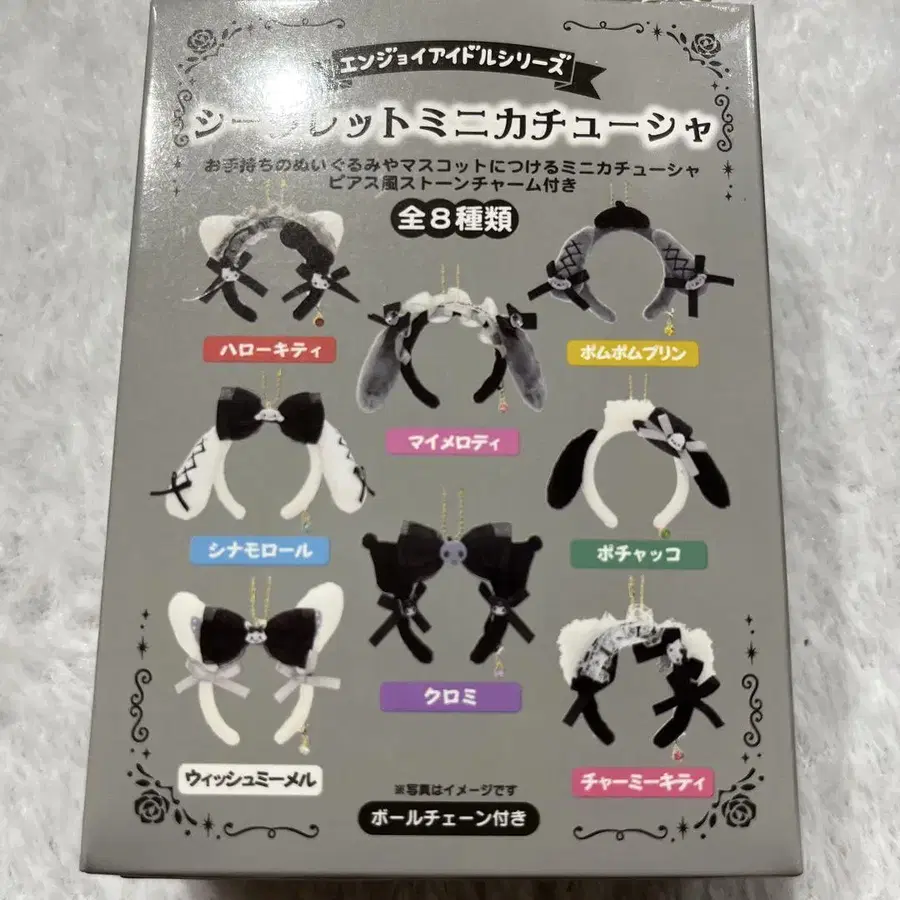 エンジョイアイドルシリーズ
シークレットミニカチューシャ
お手持ちのぬいぐるみやマスコットにつけるミニカチューシャ
ピアス風ストーンチャーム付き
全8種類
ハローキティ
ポムポムプリン
マイメロディ
シナモロール
ポチャッコ
クロミ
ウィッシュミーメル
チャーミーキティ
※写真はイメージです
ボールチェーン付き